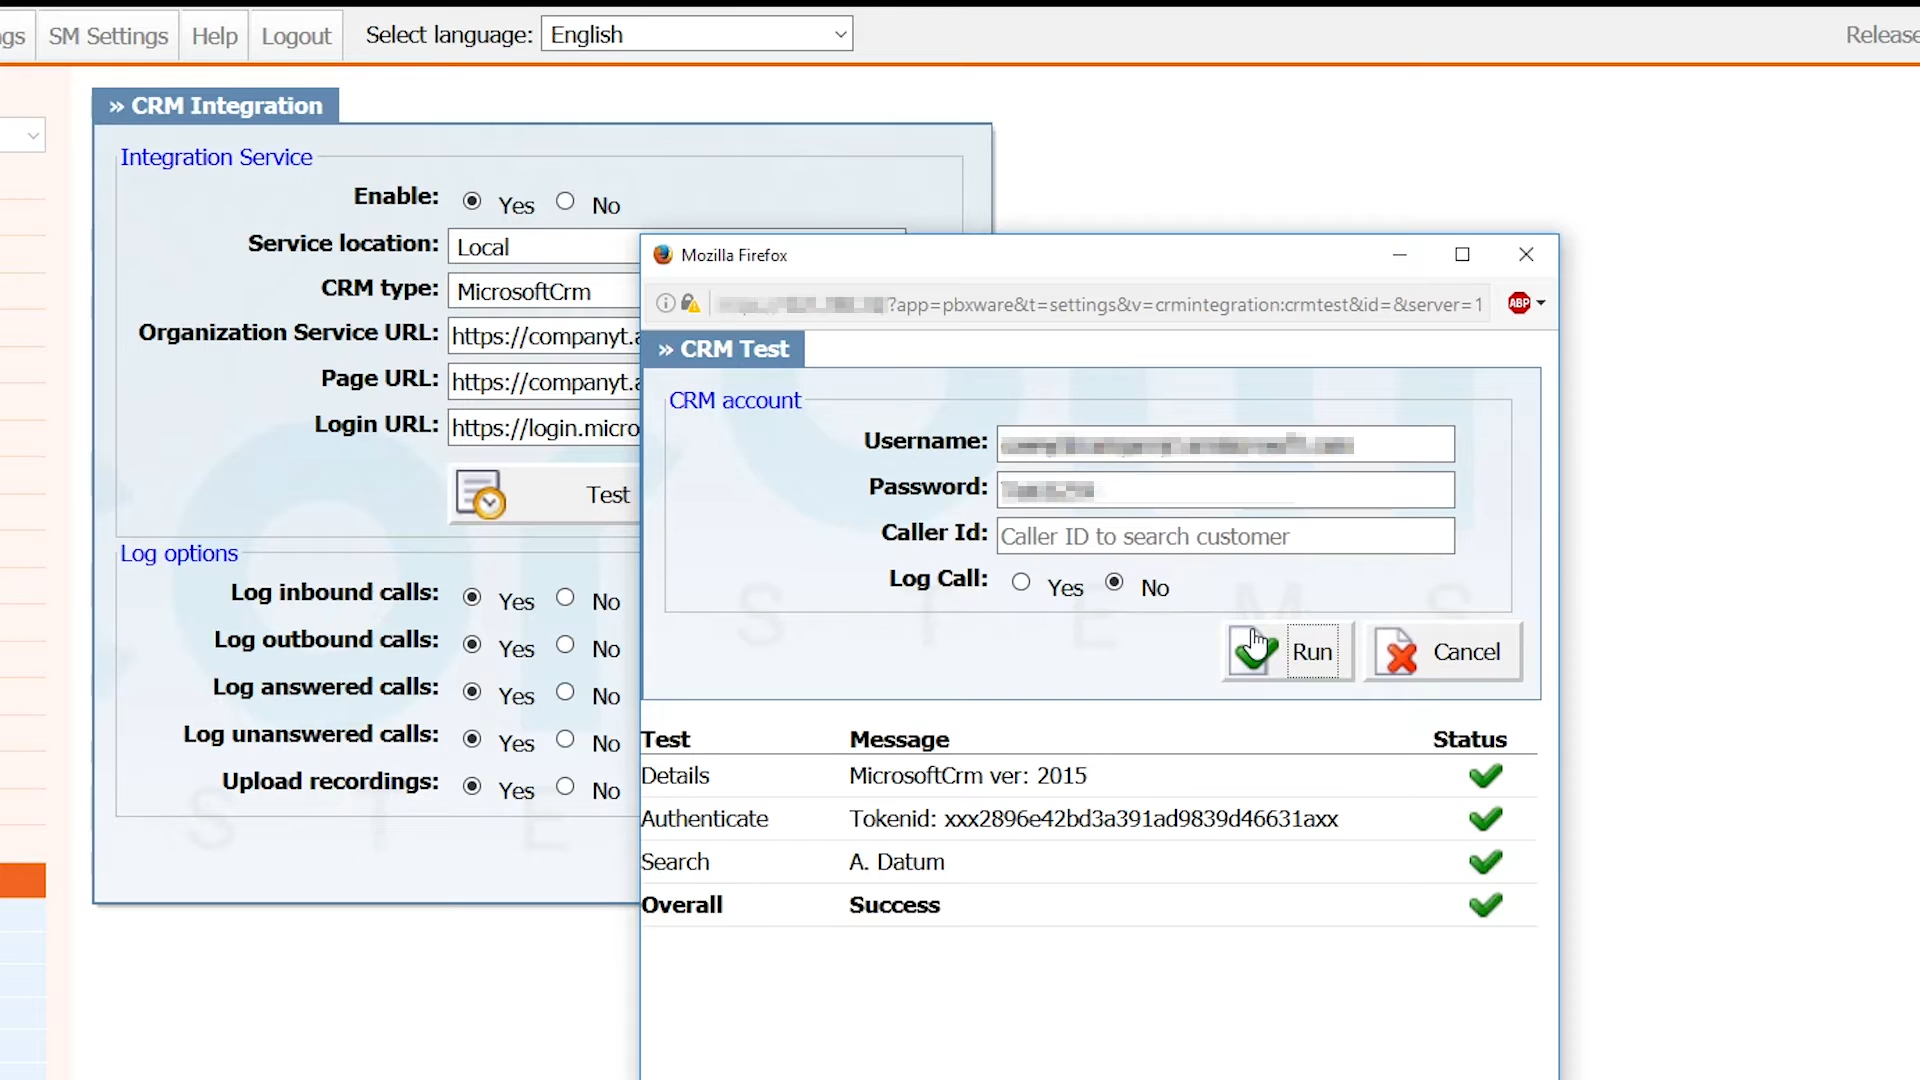 SM Settings Help Logout Select language: English
» CRM Integration
Integration Service
Enable: Yes No
Service location: Local
CRM type: MicrosoftCrm
Organization Service URL: https://companyt.
Page URL: https://companyt.
Login URL: https://login.micro
Test
Log options
Log inbound calls: Yes No
Log outbound calls: Yes No
Log answered calls: Yes No
Log unanswered calls: Yes No
Upload recordings: Yes No
Mozilla Firefox
?app=pbxware&t=settings&v=crmintegration:crmtest&id=&server=1
ABP
» CRM Test
CRM account
Username:
Password:
Caller Id: Caller ID to search customer
Log Call: Yes No
Run Cancel
Test Message Status
Details MicrosoftCrm ver: 2015
Authenticate Tokenid: xxx2896e42bd3a391ad9839d46631axx
Search A. Datum
Overall Success